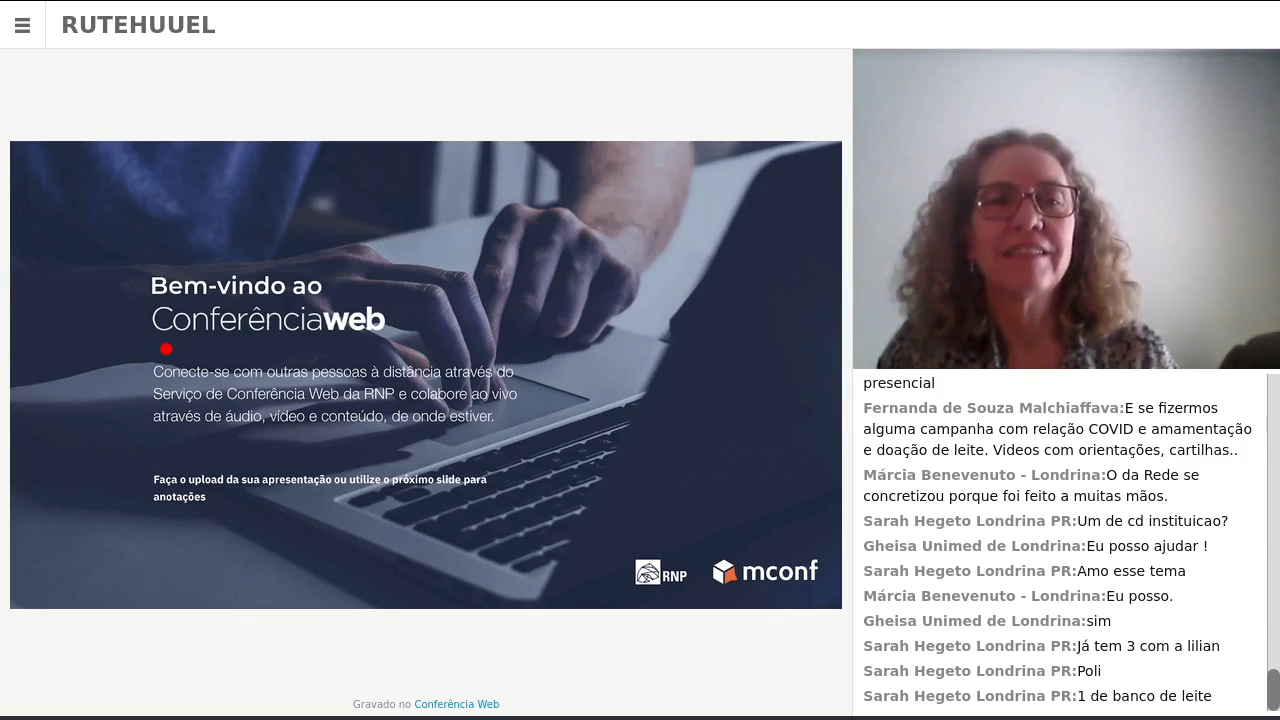 RUTEHUUEL
Bem-vindo ao
Conferênciaweb
Conecte-se com outras pessoas à distância através do
Serviço de Conferência Web da RNP e colabore ao vivo
através de áudio, vídeo e conteúdo, de onde estiver.
Faça o upload da sua apresentação ou utilize o próximo slide para
anotações
RNP
mconf
Gravado no Conferência Web
presencial
Fernanda de Souza Malchiaffava:E se fizermos
alguma campanha com relação COVID e amamentação
e doação de leite. Videos com orientações, cartilhas..
Márcia Benevenuto - Londrina:O da Rede se
concretizou porque foi feito a muitas mãos.
Sarah Hegeto Londrina PR:Um de cd instituicao?
Gheisa Unimed de Londrina:Eu posso ajudar !
Sarah Hegeto Londrina PR:Amo esse tema
Márcia Benevenuto - Londrina:Eu posso.
Gheisa Unimed de Londrina:sim
Sarah Hegeto Londrina PR:Já tem 3 com a lilian
Sarah Hegeto Londrina PR:Poli
Sarah Hegeto Londrina PR:1 de banco de leite